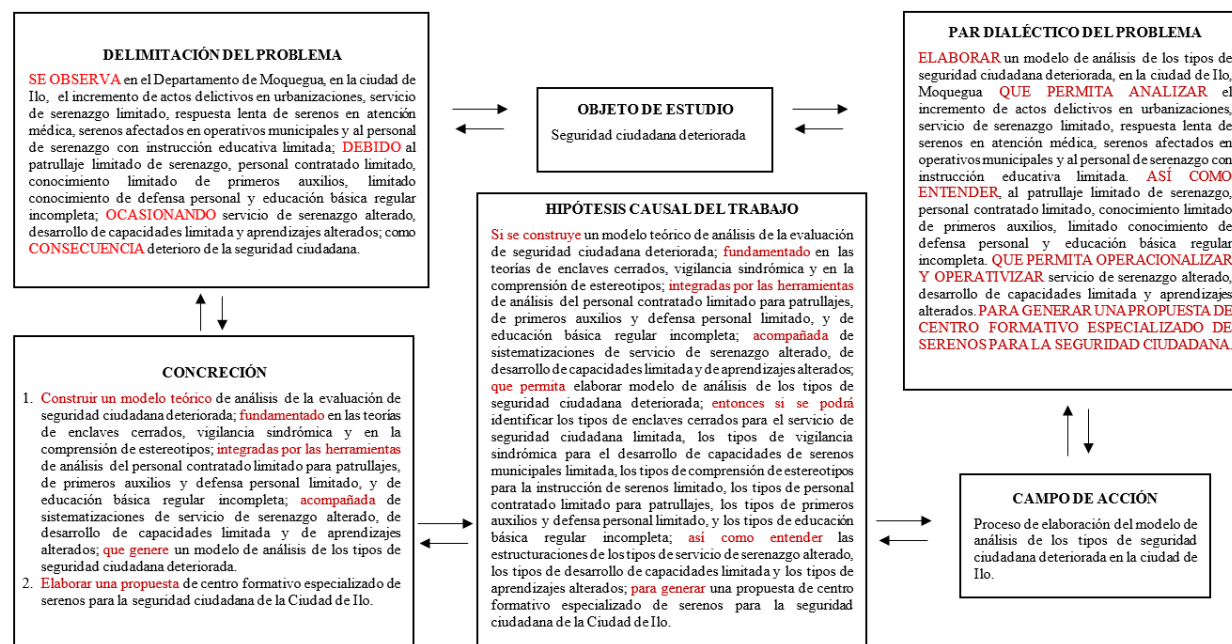 DELIMITACIÓN DEL PROBLEMA
SE OBSERVA en el Departamento de Moquegua, en la ciudad de
Ilo, el incremento de actos delictivos en urbanizaciones, servicio
de serenazgo limitado, respuesta lenta de serenos en atención
médica, serenos afectados en operativos municipales y al personal
de serenazgo con instrucción educativa limitada; DEBIDO al
patrullaje limitado de serenazgo, personal contratado limitado,
conocimiento limitado de primeros auxilios, limitado
conocimiento de defensa personal y educación básica regular
incompleta; OCASIONANDO servicio de serenazgo alterado,
desarrollo de capacidades limitada y aprendizajes alterados; como
CONSECUENCIA deterioro de la seguridad ciudadana.
OBJETO DE ESTUDIO
Seguridad ciudadana deteriorada
PAR DIALÉCTICO DEL PROBLEMA
ELABORAR un modelo de análisis de los tipos de
seguridad ciudadana deteriorada, en la ciudad de Ilo,
Moquegua QUE PERMITA ANALIZAR el
incremento de actos delictivos en urbanizaciones,
servicio de serenazgo limitado, respuesta lenta de
serenos en atención médica, serenos afectados en
operativos municipales y al personal de serenazgo con
instrucción educativa limitada. ASÍ COMO
ENTENDER, al patrullaje limitado de serenazgo,
personal contratado limitado, conocimiento limitado
de primeros auxilios, limitado conocimiento de
defensa personal y educación básica regular
incompleta. QUE PERMITA OPERACIONALIZAR
Y OPERATIVIZAR servicio de serenazgo alterado,
desarrollo de capacidades limitada y aprendizajes
alterados. PARA GENERAR UNA PROPUESTA DE
CENTRO FORMATIVO ESPECIALIZADO DE
SERENOS PARA LA SEGURIDAD CIUDADANA.
HIPÓTESIS CAUSAL DEL TRABAJO
Si se construye un modelo teórico de análisis de la evaluación
de seguridad ciudadana deteriorada; fundamentado en las
teorías de enclaves cerrados, vigilancia sindrómica y en la
comprensión de estereotipos; integradas por las herramientas
de análisis del personal contratado limitado para patrullajes,
de primeros auxilios y defensa personal limitado, y de
educación básica regular incompleta; acompañada de
sistematizaciones de servicio de serenazgo alterado, de
desarrollo de capacidades limitada y de aprendizajes alterados;
que permita elaborar modelo de análisis de los tipos de
seguridad ciudadana deteriorada; entonces si se podrá
identificar los tipos de enclaves cerrados para el servicio de
seguridad ciudadana limitada, los tipos de vigilancia
sindrómica para el desarrollo de capacidades de serenos
municipales limitada, los tipos de comprensión de estereotipos
para la instrucción de serenos limitado, los tipos de personal
contratado limitado para patrullajes, los tipos de primeros
auxilios y defensa personal limitado, y los tipos de educación
básica regular incompleta; así como entender las
estructuraciones de los tipos de servicio de serenazgo alterado,
los tipos de desarrollo de capacidades limitada y los tipos de
aprendizajes alterados; para generar una propuesta de centro
formativo especializado de serenos para la seguridad
ciudadana de la Ciudad de Ilo.
CONCRECIÓN
1. Construir un modelo teórico de análisis de la evaluación de
seguridad ciudadana deteriorada; fundamentado en las teorías
de enclaves cerrados, vigilancia sindrómica y en la
comprensión de estereotipos; integradas por las herramientas
de análisis del personal contratado limitado para patrullajes,
de primeros auxilios y defensa personal limitado, y de
educación básica regular incompleta; acompañada de
sistematizaciones de servicio de serenazgo alterado, de
desarrollo de capacidades limitada y de aprendizajes
alterados; que genere un modelo de análisis de los tipos de
seguridad ciudadana deteriorada.
2. Elaborar una propuesta de centro formativo especializado de
serenos para la seguridad ciudadana de la Ciudad de Ilo.
CAMPO DE ACCIÓN
Proceso de elaboración del modelo de
análisis de los tipos de seguridad
ciudadana deteriorada en la ciudad de
Ilo.